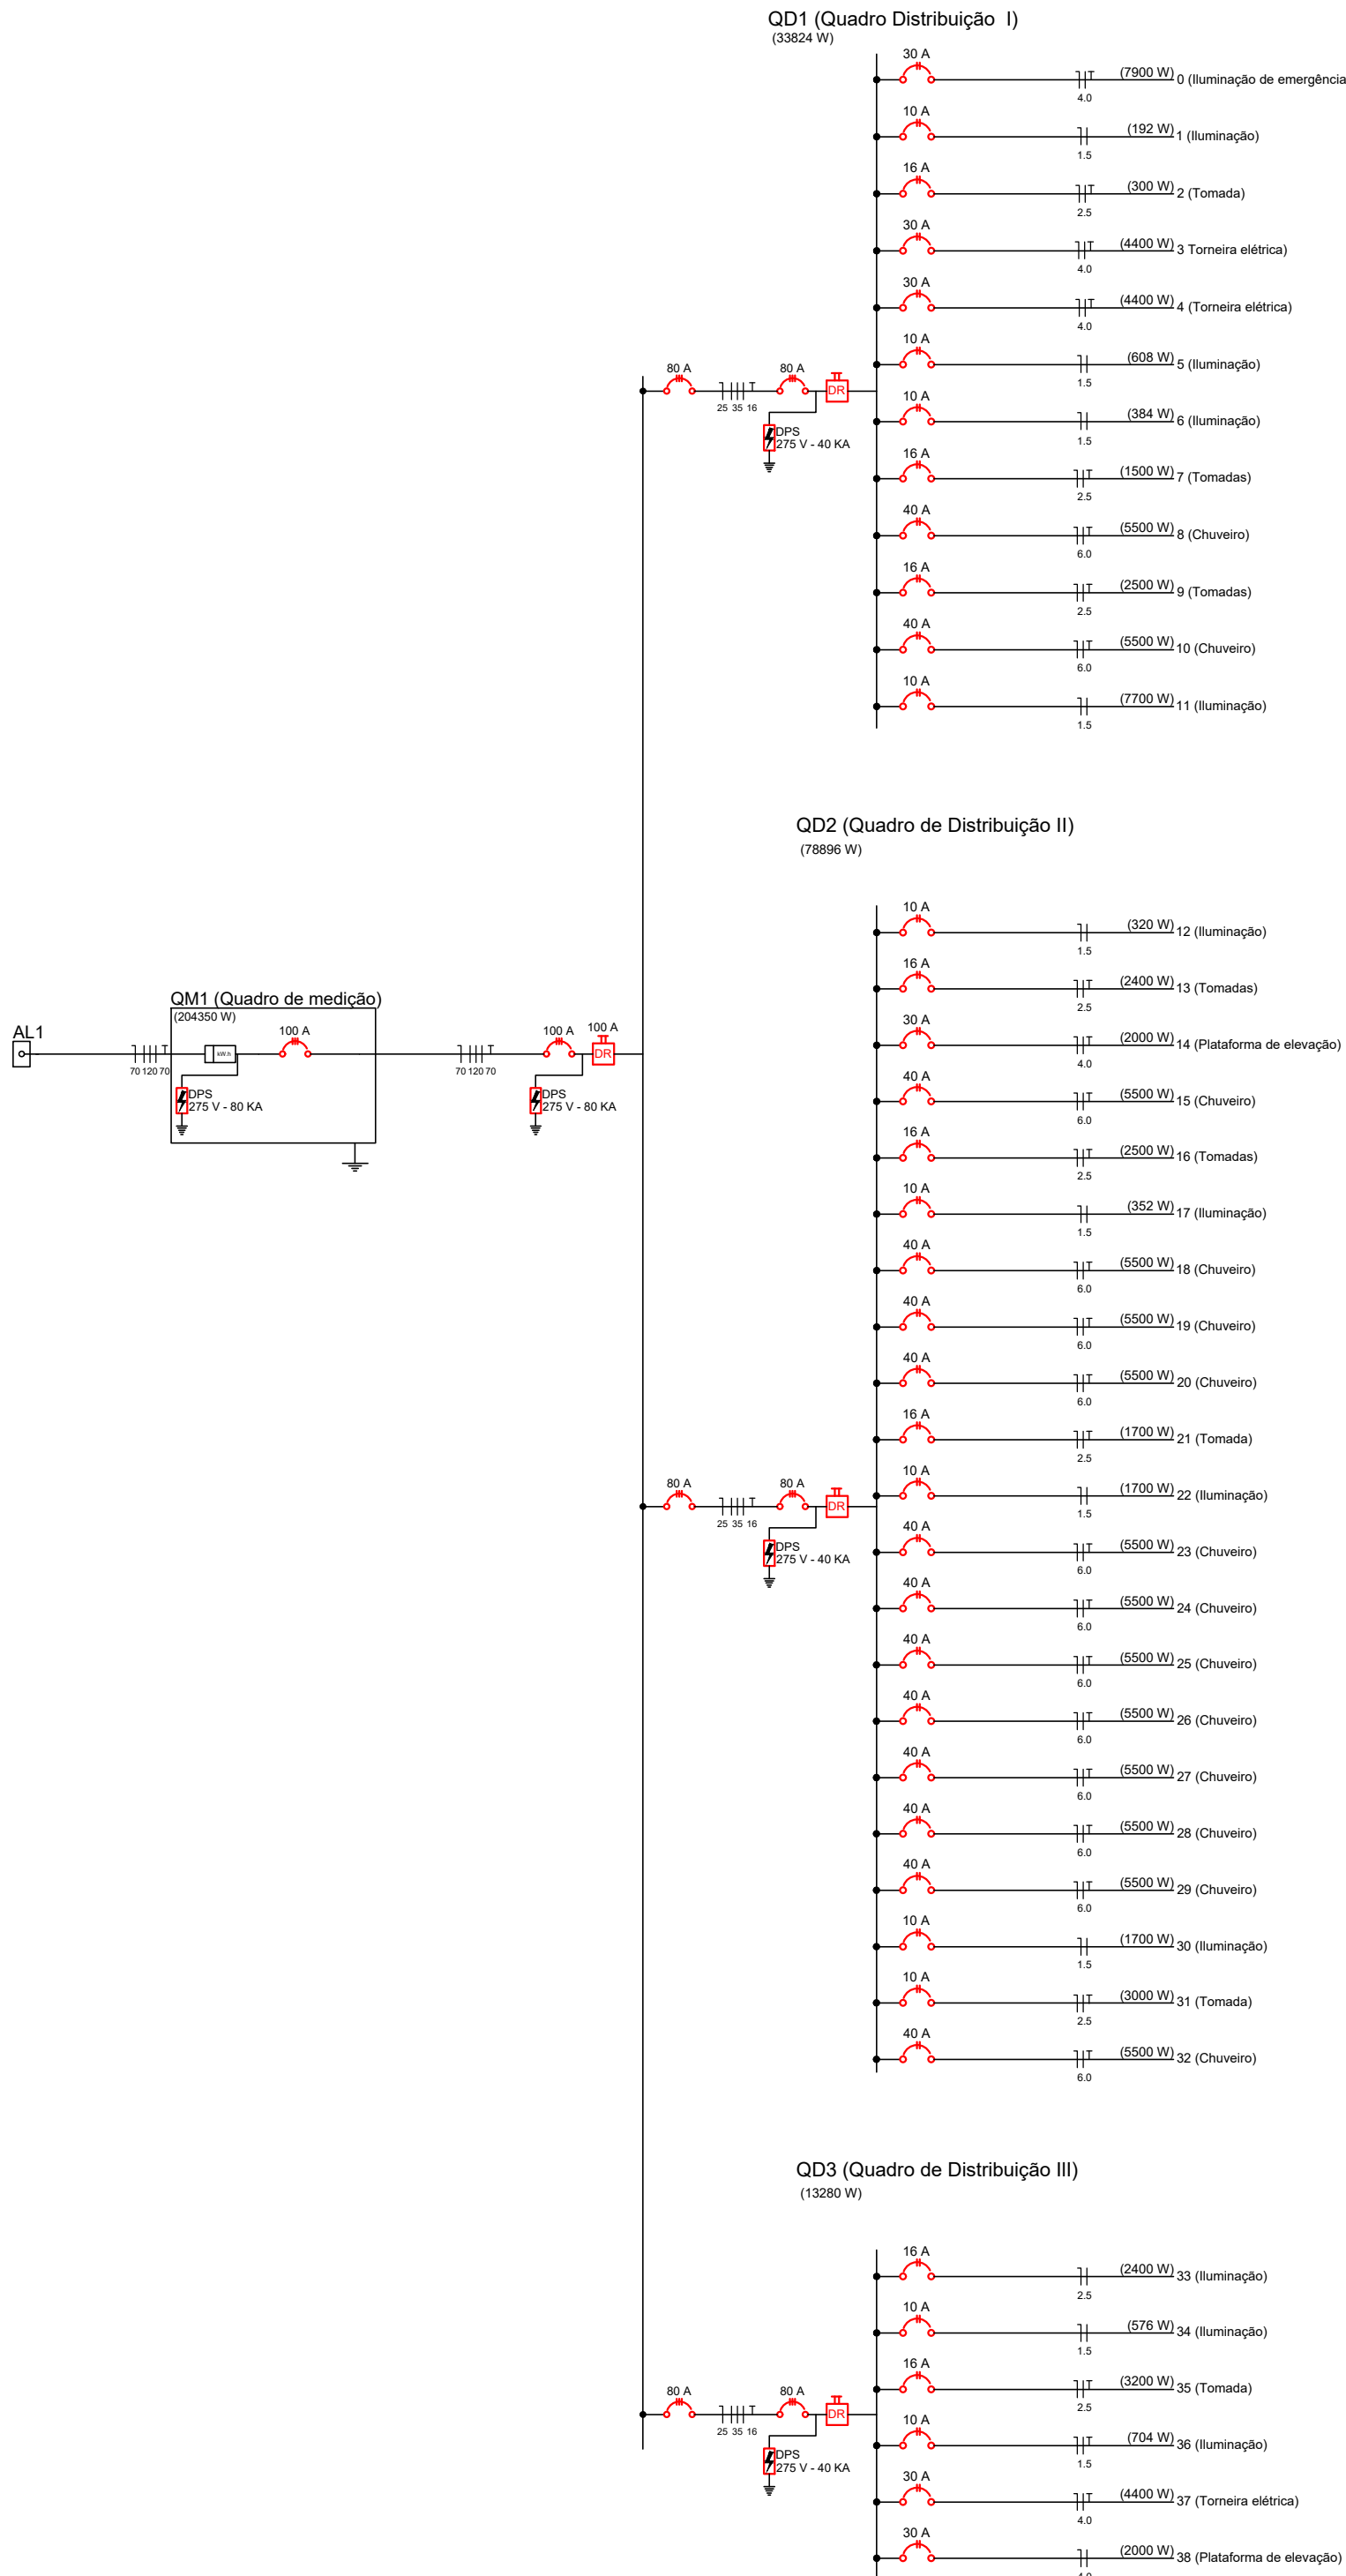 QD1 (Quadro Distribuição  I)
(33824 W)
30 A
(7900 W) 0 (Iluminação de emergência
4.0
10 A
(192 W) 1 (Iluminação)
1.5
16 A
(300 W) 2 (Tomada)
2.5
30 A
(4400 W) 3 Torneira elétrica)
4.0
30 A
(4400 W) 4 (Torneira elétrica)
4.0
10 A
(608 W) 5 (Iluminação)
1.5
80 A
80 A
DR
25 35 16
DPS
275 V - 40 KA
10 A
(384 W) 6 (Iluminação)
1.5
16 A
(1500 W) 7 (Tomadas)
2.5
40 A
(5500 W) 8 (Chuveiro)
6.0
16 A
(2500 W) 9 (Tomadas)
2.5
40 A
(5500 W) 10 (Chuveiro)
6.0
10 A
(7700 W) 11 (Iluminação)
1.5
QD2 (Quadro de Distribuição II)
(78896 W)
10 A
(320 W) 12 (Iluminação)
1.5
16 A
(2400 W) 13 (Tomadas)
2.5
AL1
70 120 70
QM1 (Quadro de medição)
(204350 W)
kW.h
100 A
DPS
275 V - 80 KA
70 120 70
100 A
100 A
DR
DPS
275 V - 80 KA
30 A
(2000 W) 14 (Plataforma de elevação)
4.0
40 A
(5500 W) 15 (Chuveiro)
6.0
16 A
(2500 W) 16 (Tomadas)
2.5
10 A
(352 W) 17 (Iluminação)
1.5
40 A
(5500 W) 18 (Chuveiro)
6.0
40 A
(5500 W) 19 (Chuveiro)
6.0
40 A
(5500 W) 20 (Chuveiro)
6.0
16 A
(1700 W) 21 (Tomada)
2.5
10 A
(1700 W) 22 (Iluminação)
1.5
80 A
80 A
DR
25 35 16
DPS
275 V - 40 KA
40 A
(5500 W) 23 (Chuveiro)
6.0
40 A
(5500 W) 24 (Chuveiro)
6.0
40 A
(5500 W) 25 (Chuveiro)
6.0
40 A
(5500 W) 26 (Chuveiro)
6.0
40 A
(5500 W) 27 (Chuveiro)
6.0
40 A
(5500 W) 28 (Chuveiro)
6.0
40 A
(5500 W) 29 (Chuveiro)
6.0
10 A
(1700 W) 30 (Iluminação)
1.5
10 A
(3000 W) 31 (Tomada)
2.5
40 A
(5500 W) 32 (Chuveiro)
6.0
QD3 (Quadro de Distribuição III)
(13280 W)
16 A
(2400 W) 33 (Iluminação)
2.5
10 A
(576 W) 34 (Iluminação)
1.5
16 A
(3200 W) 35 (Tomada)
2.5
80 A
80 A
DR
25 35 16
DPS
275 V - 40 KA
10 A
(704 W) 36 (Iluminação)
1.5
30 A
(4400 W) 37 (Torneira elétrica)
4.0
30 A
(2000 W) 38 (Plataforma de elevação)